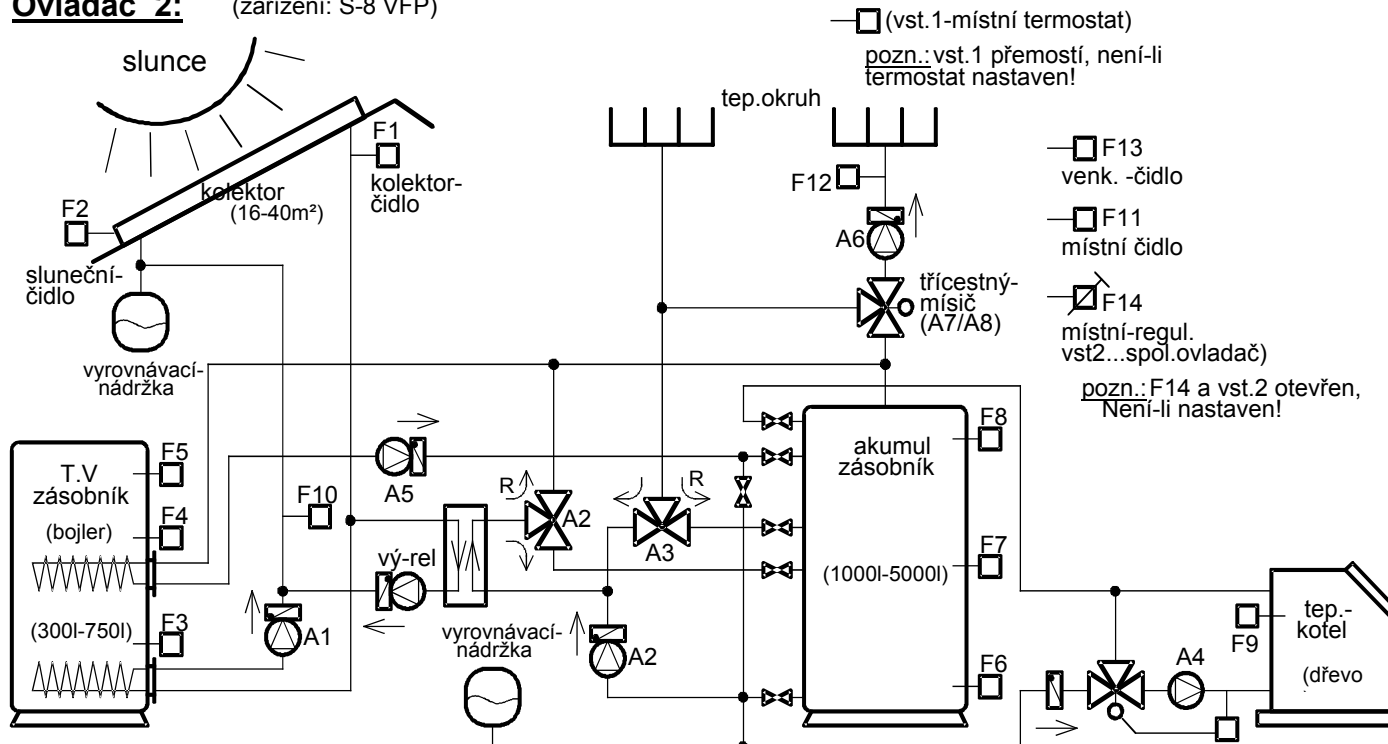 Ovladač 2:
(zařízení: S-8 VFP)
(vst.1-místní termostat)
pozn.: vst.1 přemostí, není-li
termostat nastaven!
slunce
tep.okruh
F1
kolektor-
čidlo
kolektor
(16-40m²)
F2
sluneční-
čidlo
vyrovnávací-
nádržka
F12
A6
třícestný-
mísič
(A7/A8)
F13
venk. -čidlo
F11
místní čidlo
F14
místní-regul.
vst2...spol.ovladač)
pozn.: F14 a vst.2 otevřen,
Není-li nastaven!
T.V
zásobník
(bojler)
(300l-750l)
F5
F4
F3
F10
A5
R
A2
R
A3
vý-rel
A1
vyrovnávací-
nádržka
A2
akumul
zásobník
(1000l-5000l)
F8
F7
F6
F9
A4
tep.-
kotel
(dřevo